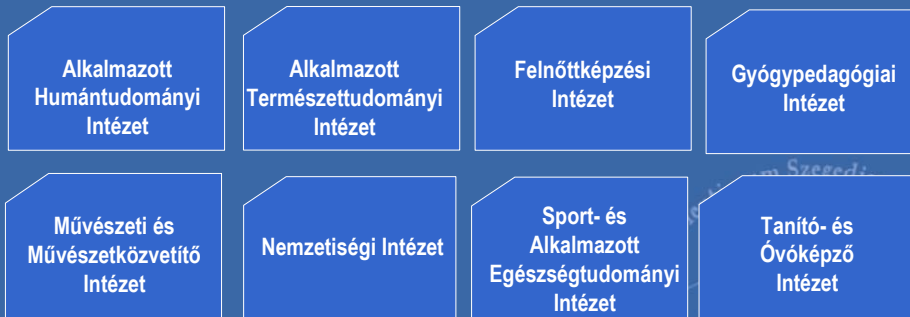 Alkalmazott
Humántudományi
Intézet
Alkalmazott
Természettudományi
Intézet
Felnőttképzési
Intézet
Gyógypedagógiai
Intézet
Szegedi
Művészeti és
Művészetközvetítő
Intézet
Nemzetiségi Intézet
Sport- és
Alkalmazott
Egészségtudományi
Intézet
Tanító- és
Óvóképző
Intézet